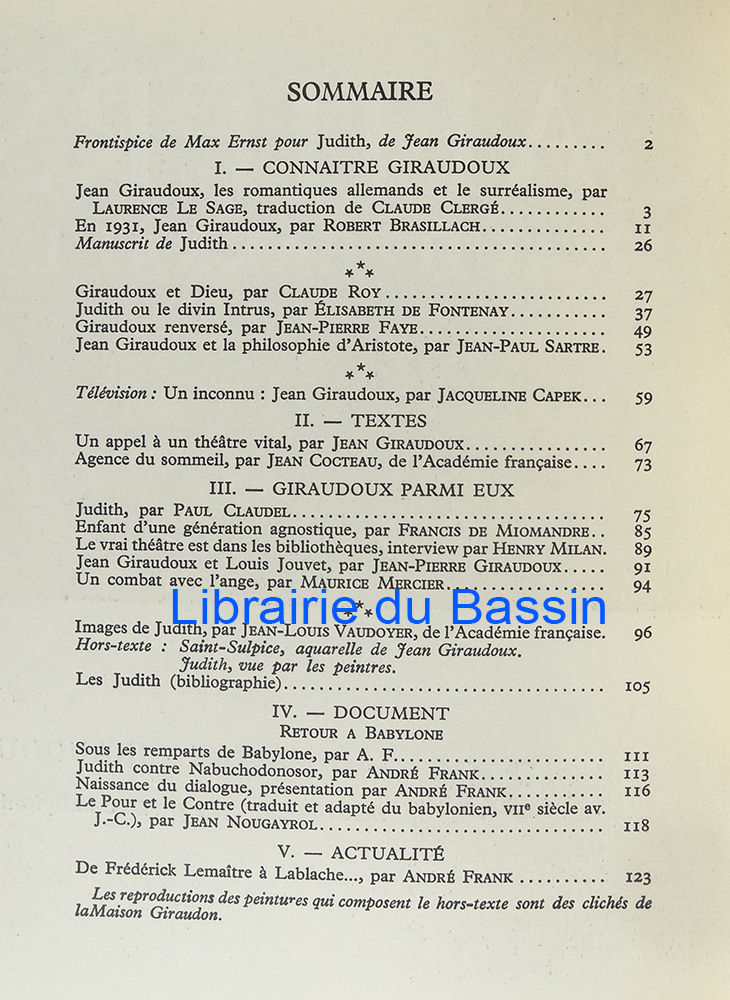 SOMMAIRE
Frontispice de Max Ernst pour Judith, de Jean Giraudoux......... 2
I. — CONNAITRE GIRAUDOUX
Jean Giraudoux, les romantiques allemands et le surréalisme, par
LAURENCE LE SAGE, traduction de CLAUDE CLERGÉ............ 3
En 1931, Jean Giraudoux, par ROBERT BRASILLACH.............. 11
Manuscrit de Judith.......................................... 26
***
Giraudoux et Dieu, par CLAUDE ROY.......................... 27
Judith ou le divin Intrus, par ÉLISABETH DE FONTENAY........... 37
Giraudoux renversé, par JEAN-PIERRE FAYE...................... 49
Jean Giraudoux et la philosophie d'Aristote, par JEAN-PAUL SARTRE. 53
***
Télévision : Un inconnu : Jean Giraudoux, par JACQUELINE CAPEK... 59
II. — TEXTES
Un appel à un théâtre vital, par JEAN GIRAUDOUX................ 67
Agence du sommeil, par JEAN COCTEAU, de l'Académie française.... 73
III. — GIRAUDOUX PARMI EUX
Judith, par PAUL CLAUDEL.................................... 75
Enfant d'une génération agnostique, par FRANCIS DE MIOMANDRE.. 85
Le vrai théâtre est dans les bibliothèques, interview par HENRY MILAN. 89
Jean Giraudoux et Louis Jouvet, par JEAN-PIERRE GIRAUDOUX..... 91
Un combat avec l'ange, par MAURICE MERCIER.................. 94
Librairie du Bassin
***
Images de Judith, par JEAN-LOUIS VAUDOYER, de l'Académie française. 96
Hors-texte : Saint-Sulpice, aquarelle de Jean Giraudoux.
Judith, vue par les peintres.
Les Judith (bibliographie).................................... 105
IV. — DOCUMENT
RETOUR A BABYLONE
Sous les remparts de Babylone, par A. F......................... 111
Judith contre Nabuchodonosor, par ANDRÉ FRANK.............. 113
Naissance du dialogue, présentation par ANDRÉ FRANK........... 116
Le Pour et le Contre (traduit et adapté du babylonien, VIIe siècle av.
J.-C.), par JEAN NOUGAYROL................................ 118
V. — ACTUALITÉ
De Frédérick Lemaître à Lablache..., par ANDRÉ FRANK .......... 123
Les reproductions des peintures qui composent le hors-texte sont des clichés de
la Maison Giraudon.